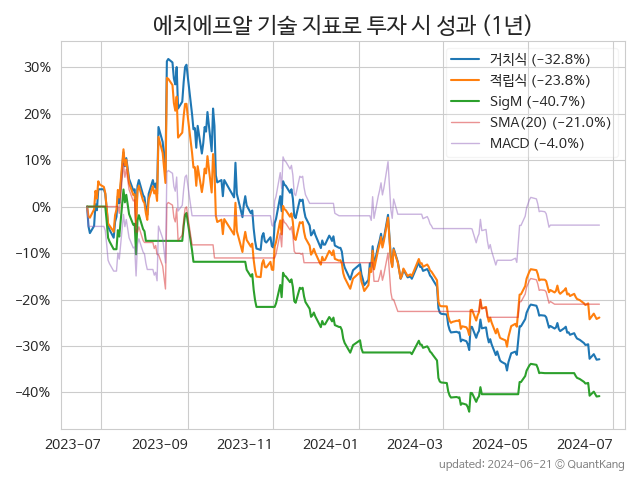 에치에프알 기술 지표로 투자 시 성과 (1년)
거치식 (−32.8%)
적립식 (−23.8%)
SigM (−40.7%)
SMA(20) (−21.0%)
MACD (−4.0%)
30%
20%
10%
0%
−10%
−20%
−30%
−40%
2023-07 2023-09 2023-11 2024-01 2024-03 2024-05 2024-07
updated: 2024-06-21 © QuantKang